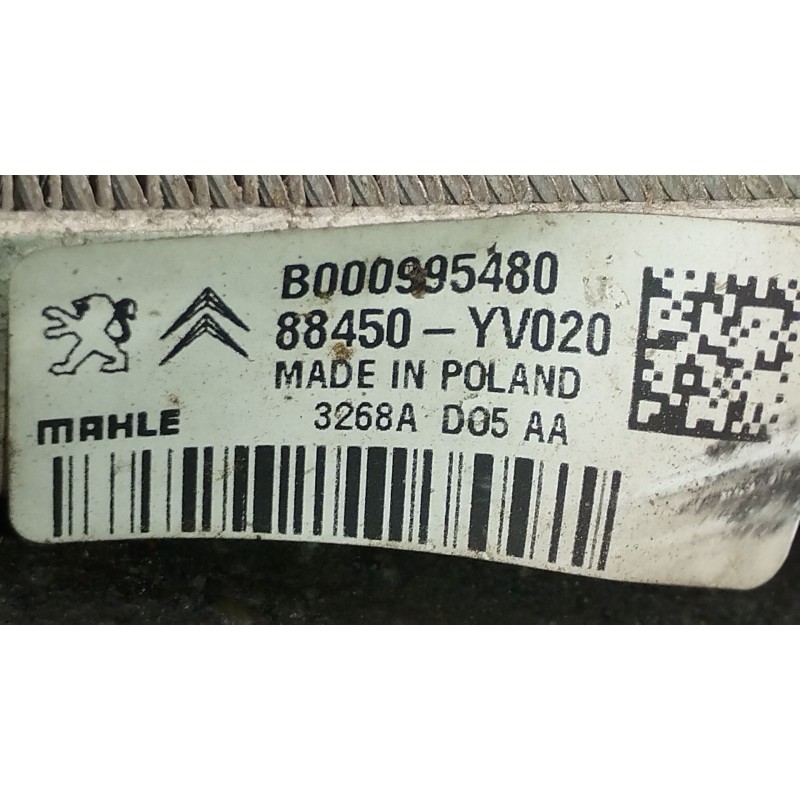 B000995480
88450-YV020
MADE IN POLAND
MAHLE 3268A D05 AA